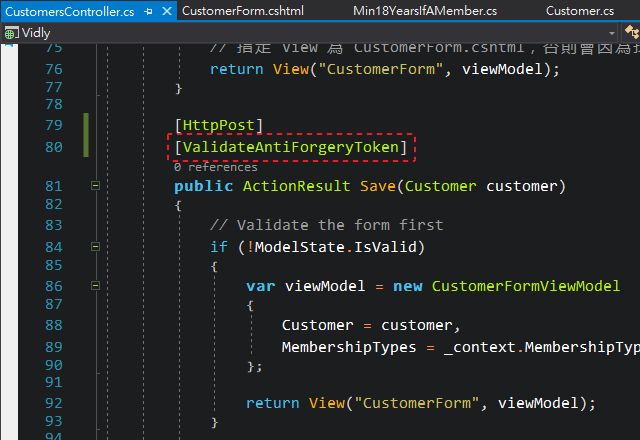 CustomersController.cs
CustomerForm.cshtml
Min18YearsIfAMember.cs
Customer.cs
Vidly
75 // 指定 View 為 CustomerForm.cshtml，否則會因為
76 return View("CustomerForm", viewModel);
77 }
78
79 [HttpPost]
80 [ValidateAntiForgeryToken]
0 references
81 public ActionResult Save(Customer customer)
82 {
83 // Validate the form first
84 if (!ModelState.IsValid)
85 {
86 var viewModel = new CustomerFormViewModel
87 {
88 Customer = customer,
89 MembershipTypes = _context.MembershipTyp
90 };
91
92 return View("CustomerForm", viewModel);
93 }